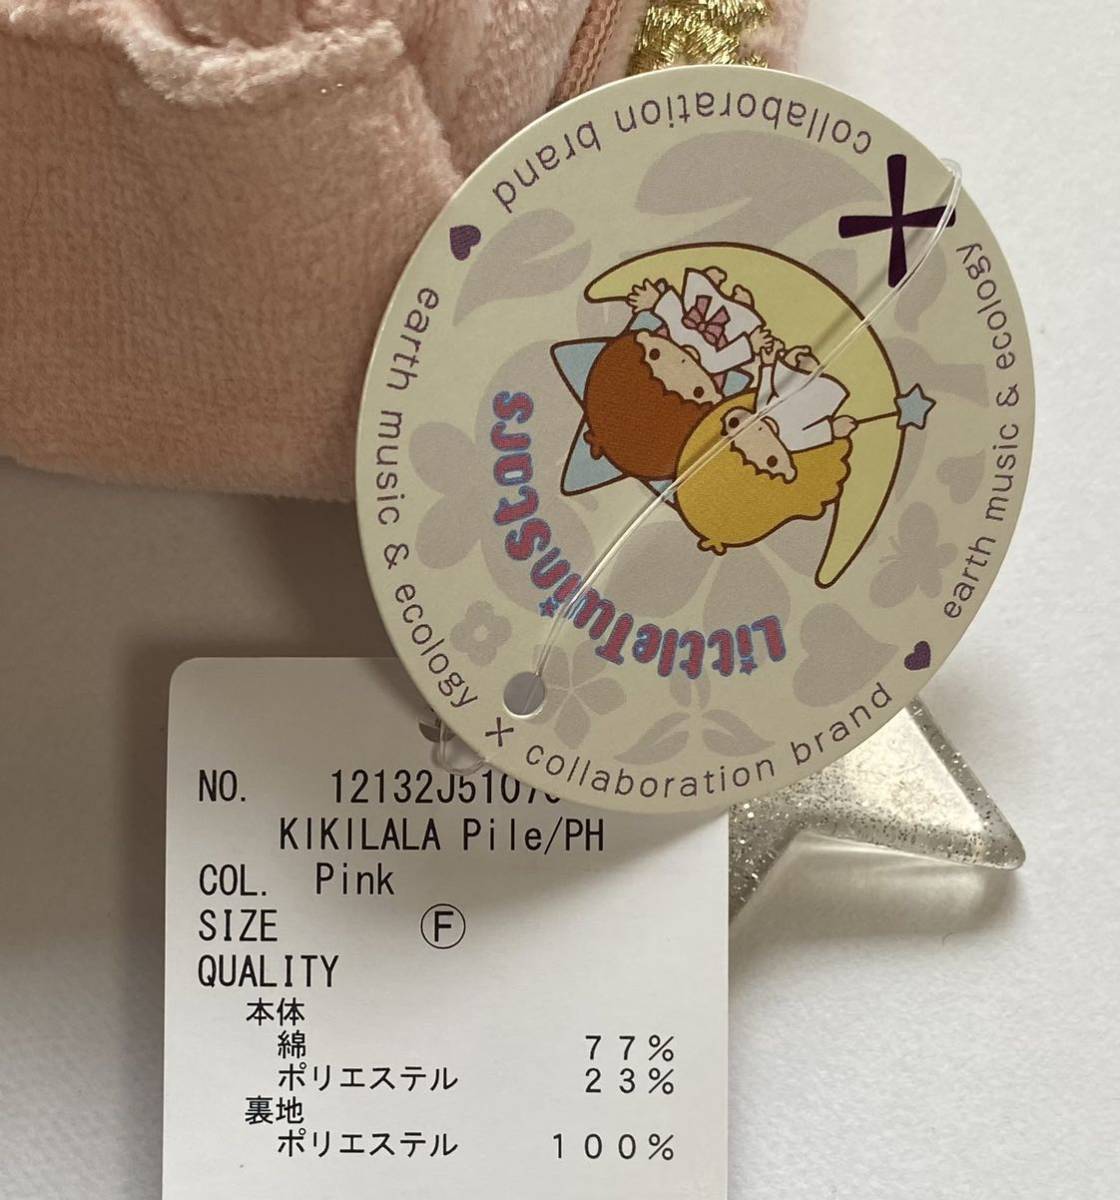 earth music & ecology × collaboration brand
earth music & ecology
collaboration brand
LittleTwinStars
NO.
KIKILALA Pile/PH
COL. Pink
SIZE Ⓕ
QUALITY
本体
綿 77%
ポリエステル 23%
裏地
ポリエステル 100%